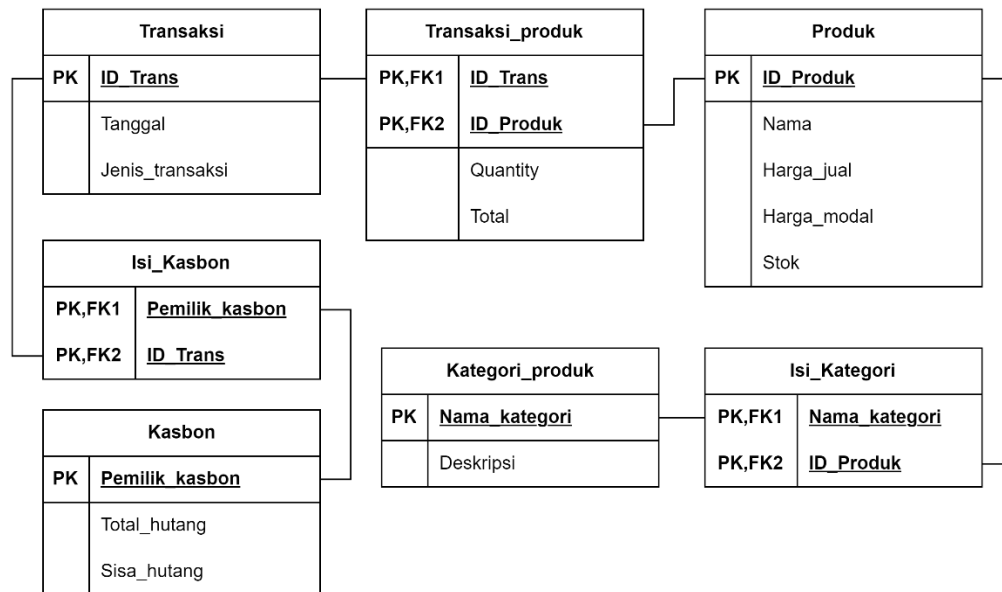 Transaksi
PK ID_Trans
Tanggal
Jenis_transaksi
Transaksi_produk
PK,FK1 ID_Trans
PK,FK2 ID_Produk
Quantity
Total
Produk
PK ID_Produk
Nama
Harga_jual
Harga_modal
Stok
Isi_Kasbon
PK,FK1 Pemilik_kasbon
PK,FK2 ID_Trans
Kategori_produk
PK Nama_kategori
Deskripsi
Isi_Kategori
PK,FK1 Nama_kategori
PK,FK2 ID_Produk
Kasbon
PK Pemilik_kasbon
Total_hutang
Sisa_hutang